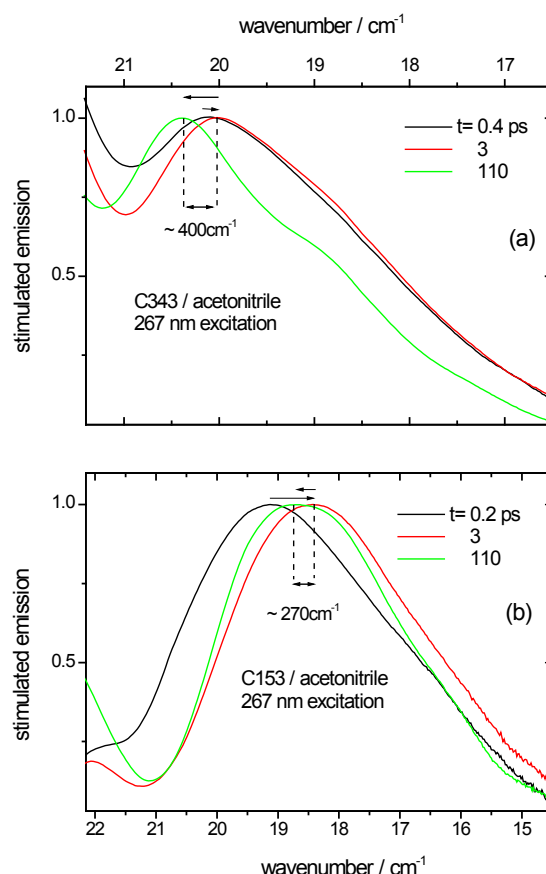 wavenumber / cm⁻¹
21 20 19 18 17
1.0
0.5
stimulated emission
t= 0.4 ps
3
110
(a)
~ 400cm⁻¹
C343 / acetonitrile
267 nm excitation
1.0
0.5
stimulated emission
t= 0.2 ps
3
110
(b)
~ 270cm⁻¹
C153 / acetonitrile
267 nm excitation
22 21 20 19 18 17 16 15
wavenumber / cm⁻¹